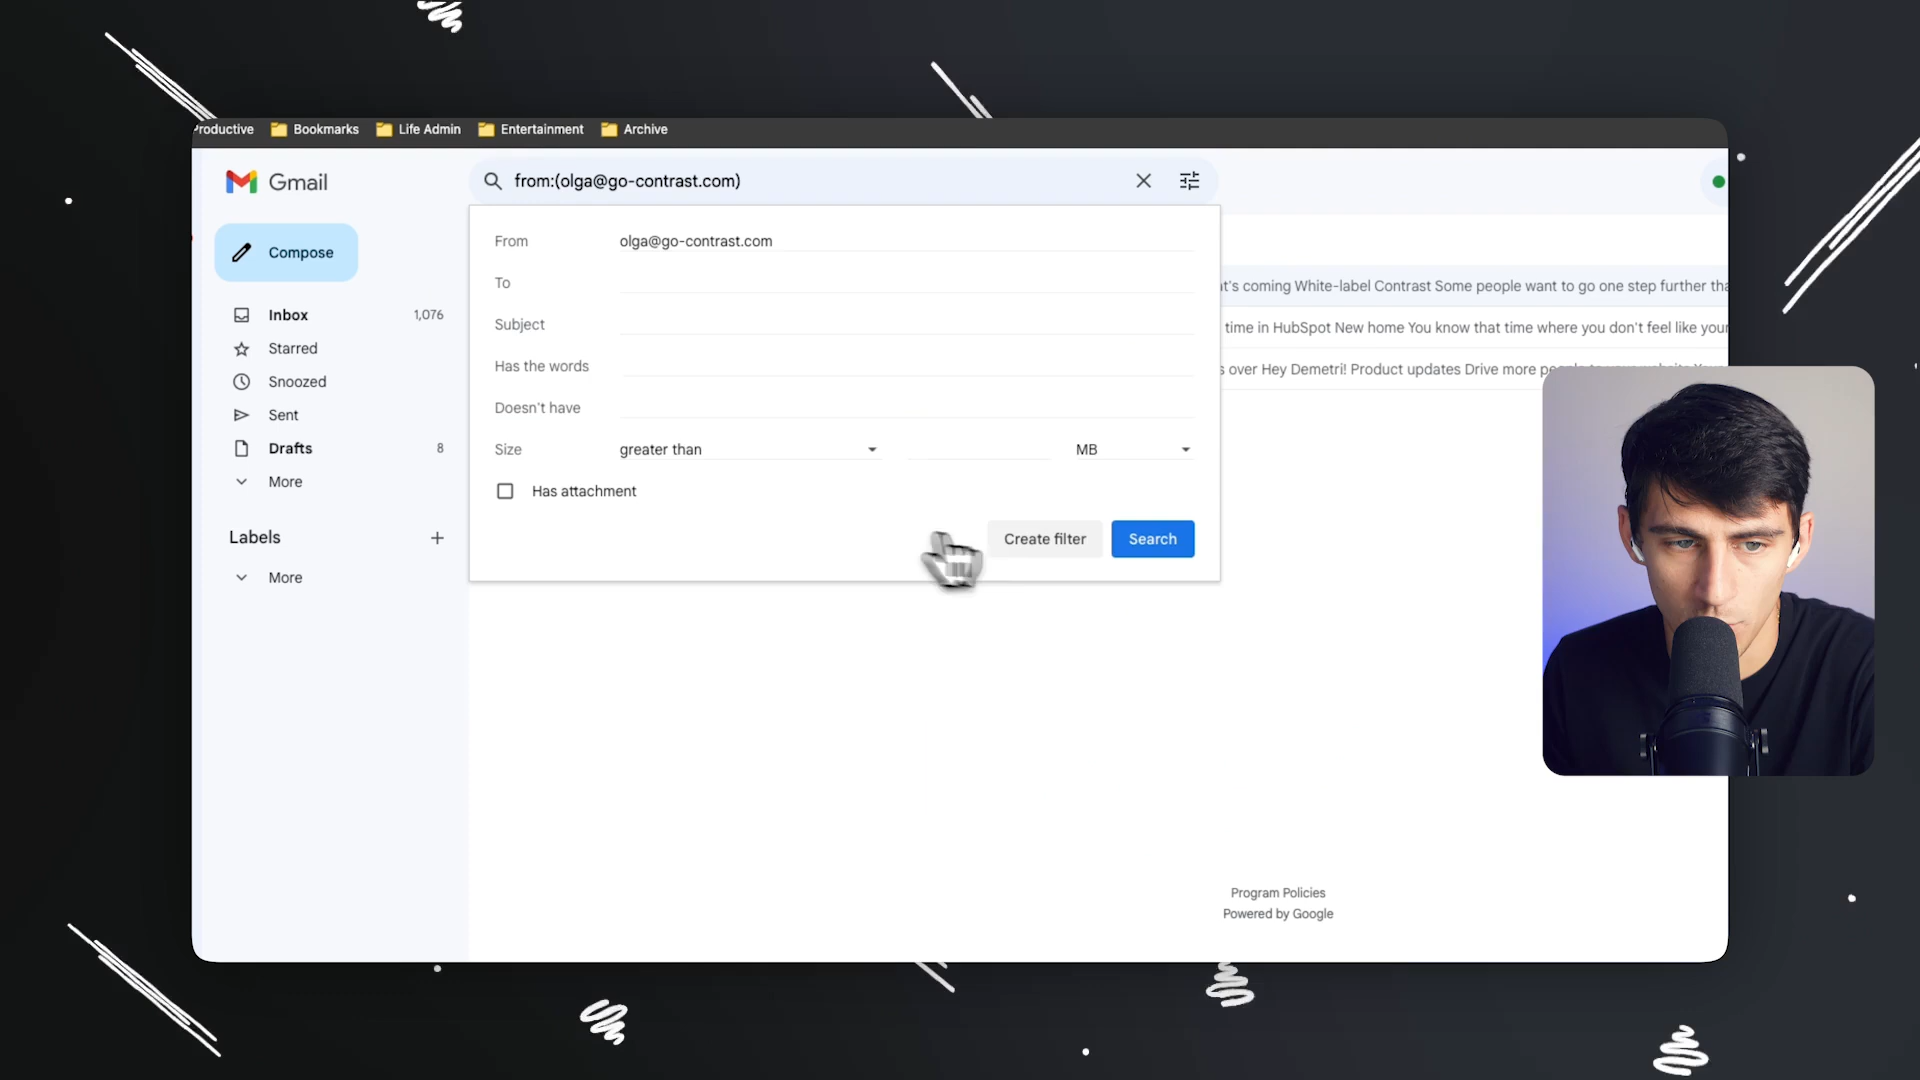 Productive Bookmarks Life Admin Entertainment Archive
Gmail
from:(olga@go-contrast.com)
Compose
Inbox 1,076
Starred
Snoozed
Sent
Drafts 8
More
Labels
More
From olga@go-contrast.com
To
Subject
Has the words
Doesn't have
Size greater than MB
Has attachment
Create filter Search
t's coming White-label Contrast Some people want to go one step further tha
time in HubSpot New home You know that time where you don't feel like your
s over Hey Demetri! Product updates Drive more
Program Policies
Powered by Google